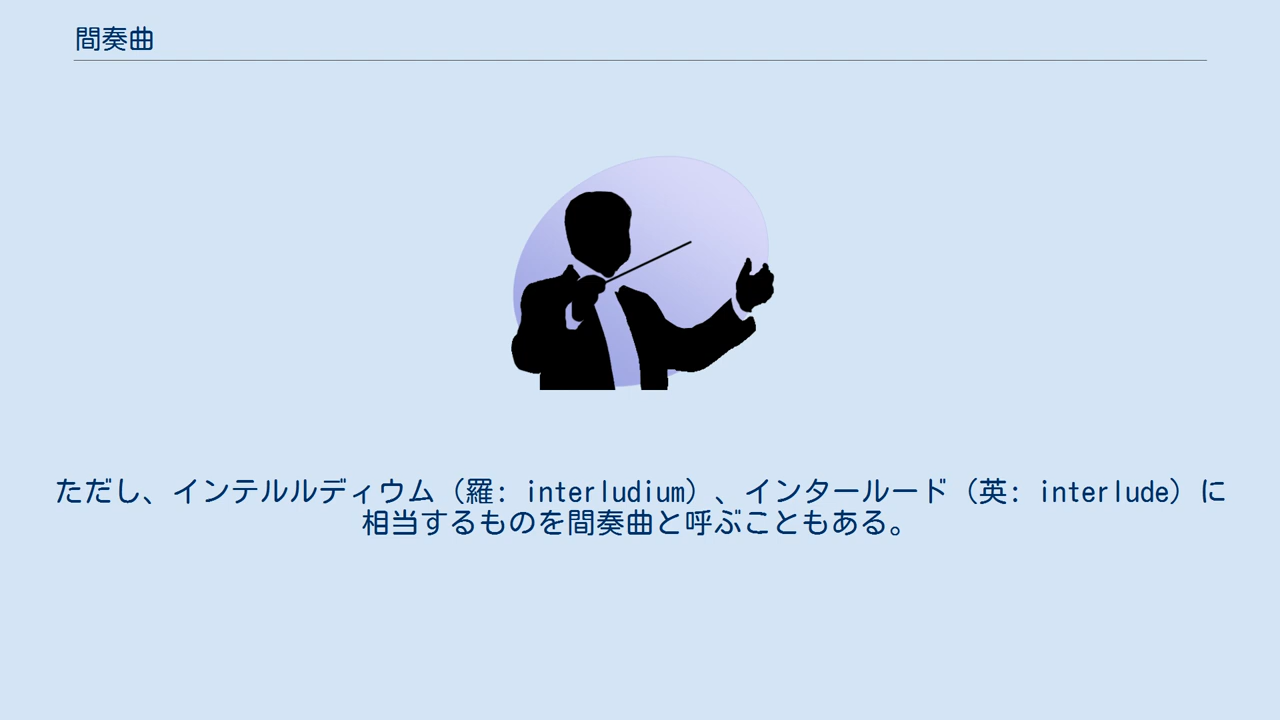 間奏曲
ただし、インテルルディウム（羅: interludium）、インタールード（英: interlude）に
相当するものを間奏曲と呼ぶこともある。